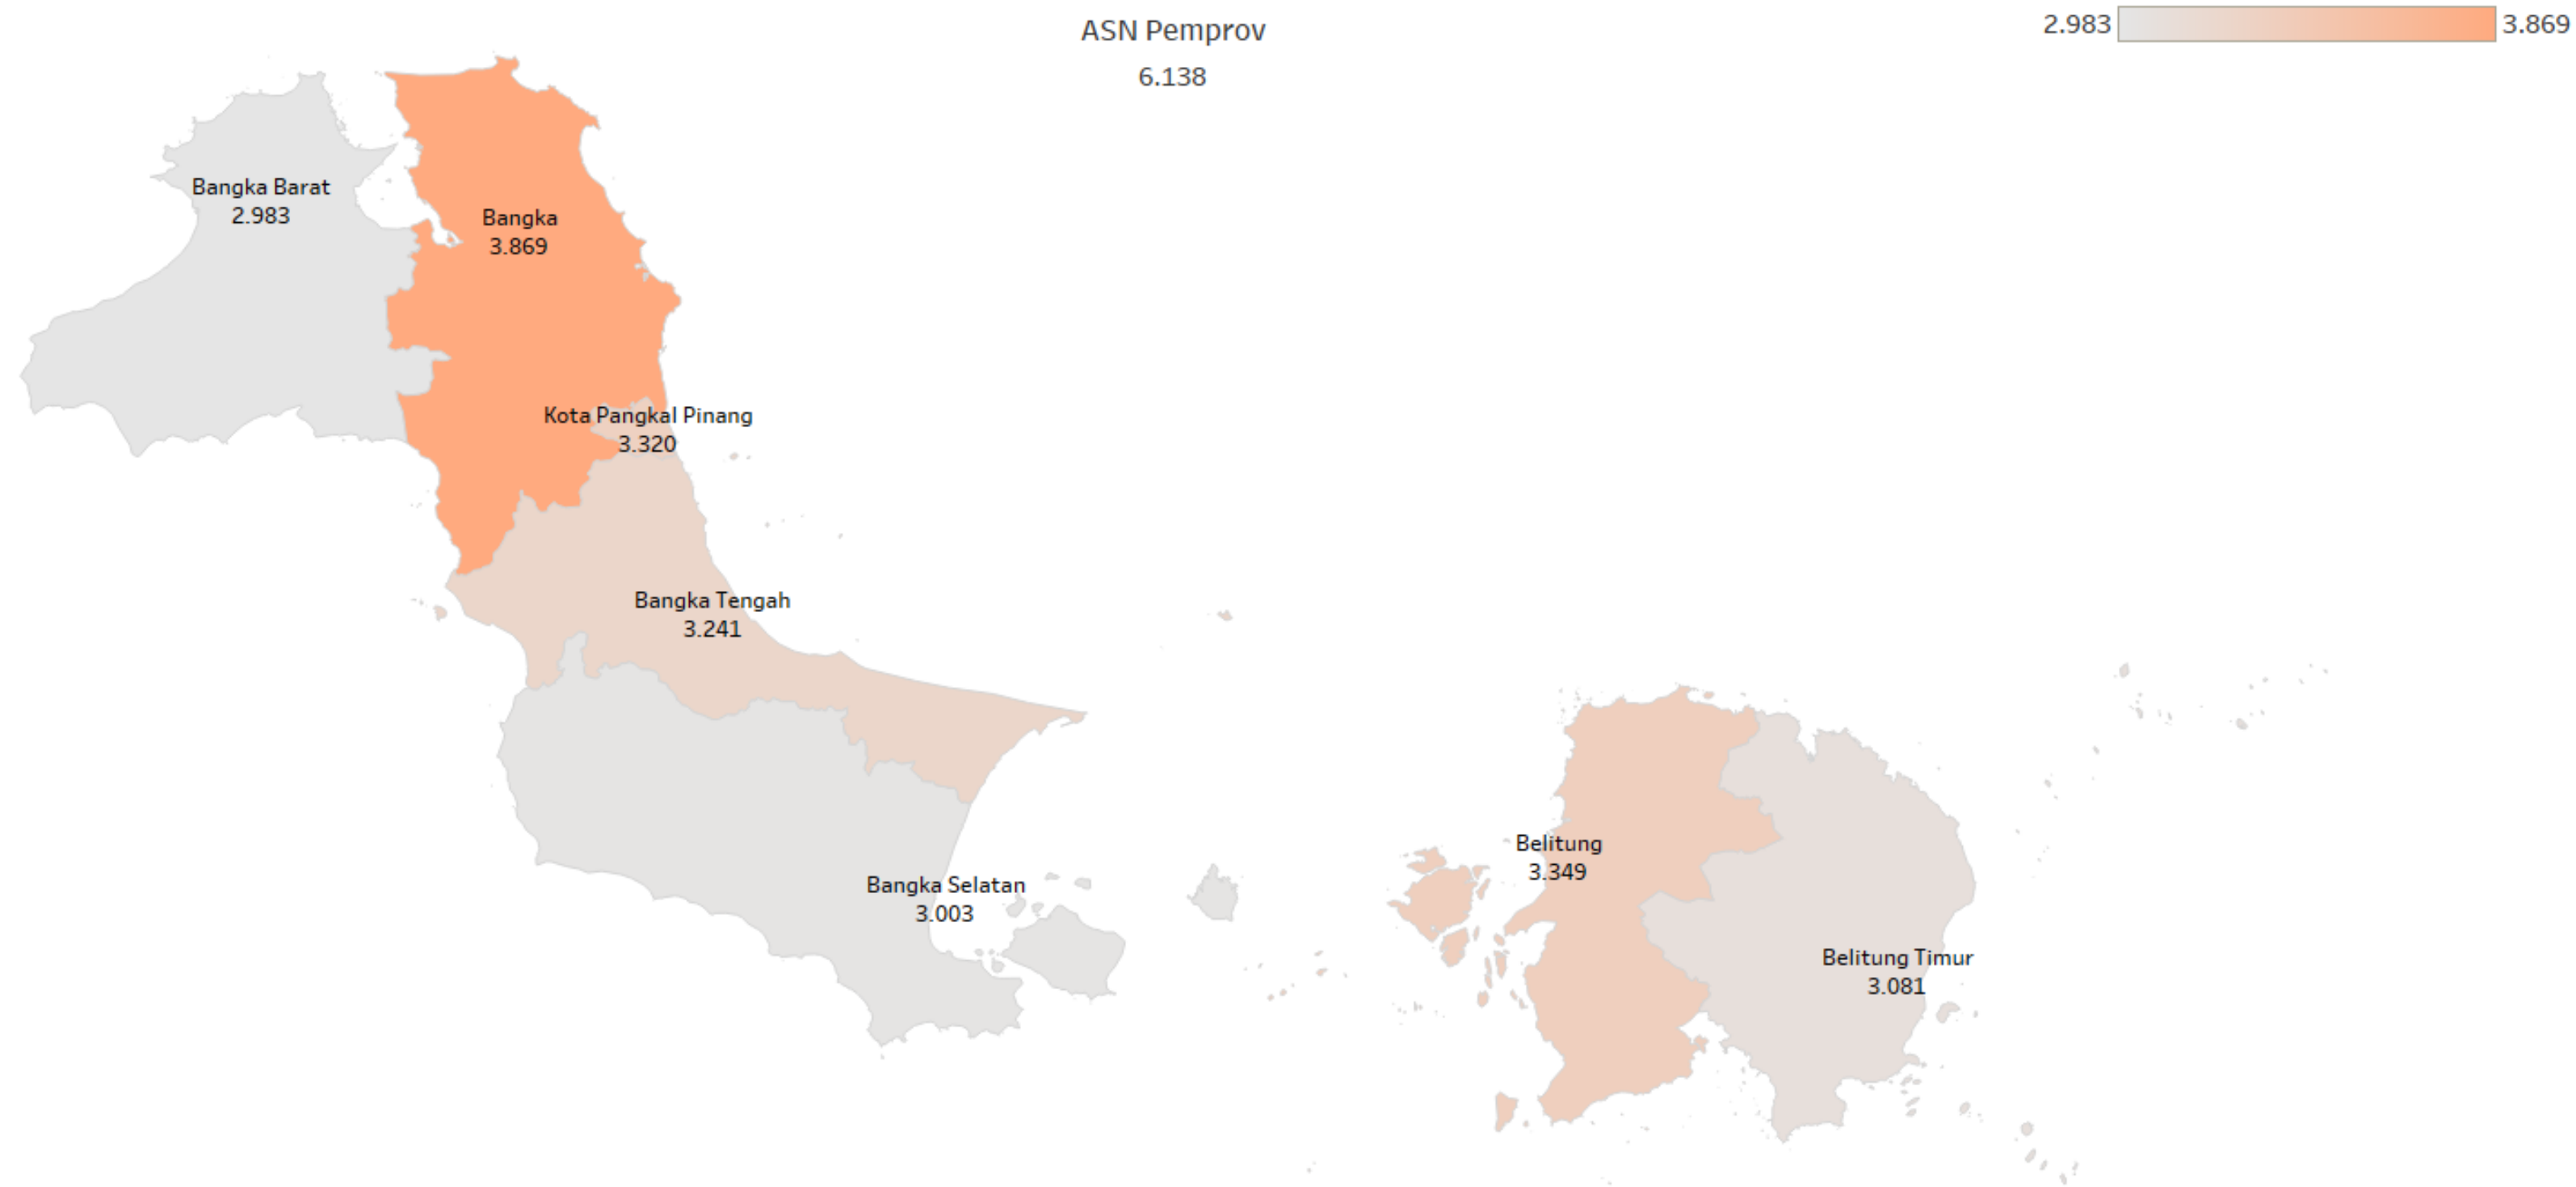 ASN Pemprov
6.138
2.983
3.869
Bangka Barat
2.983
Bangka
3.869
Kota Pangkal Pinang
3.320
Bangka Tengah
3.241
Bangka Selatan
3.003
Belitung
3.349
Belitung Timur
3.081